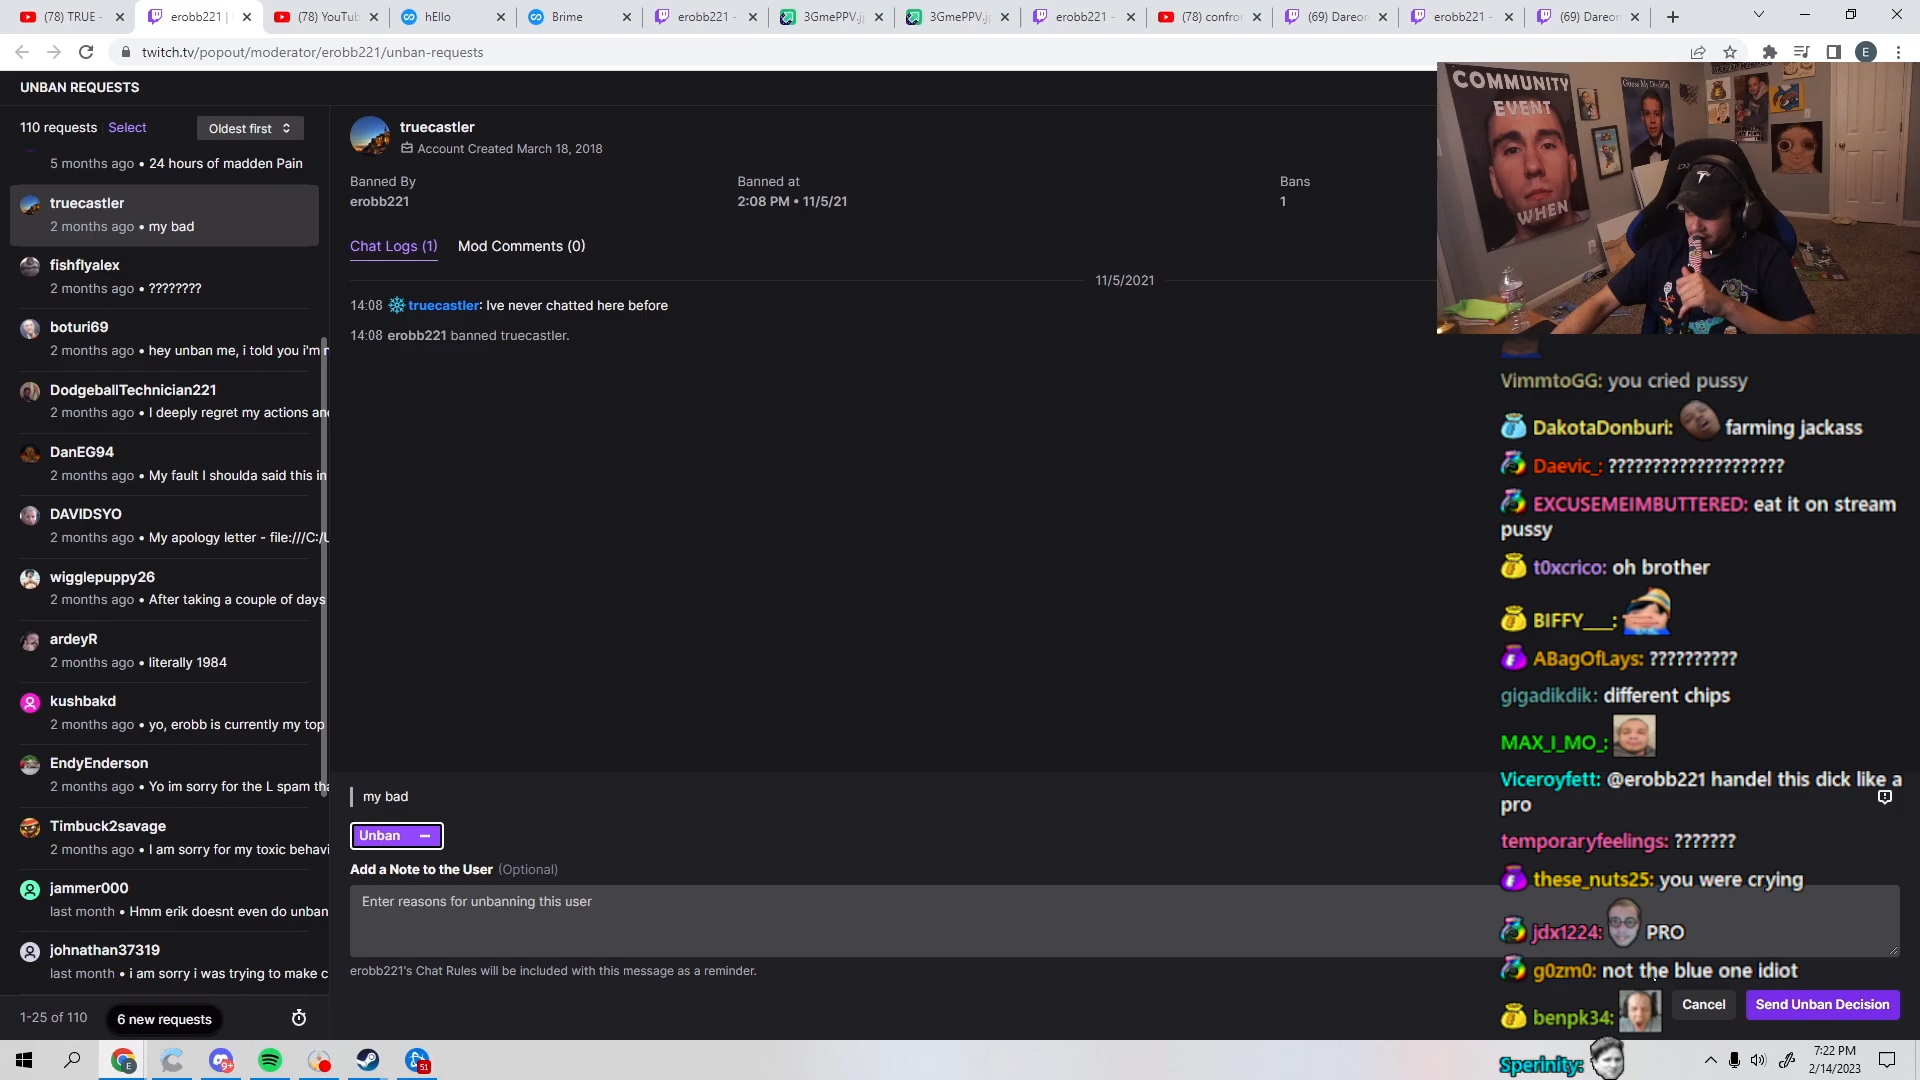 (78) TRUE -
erobb221 |
(78) YouTub
hEllo
Brime
erobb221 -
3GmePPV.j
3GmePPV.j
erobb221 -
(78) confror
(69) Dareon
erobb221 -
(69) Dareon
twitch.tv/popout/moderator/erobb221/unban-requests
E
UNBAN REQUESTS
110 requests Select
Oldest first
5 months ago • 24 hours of madden Pain
truecastler
2 months ago • my bad
fishflyalex
2 months ago • ????????
boturi69
2 months ago • hey unban me, i told you i'm
DodgeballTechnician221
2 months ago • I deeply regret my actions an
DanEG94
2 months ago • My fault I shoulda said this in
DAVIDSYO
2 months ago • My apology letter - file:///C:/U
wigglepuppy26
2 months ago • After taking a couple of days
ardeyR
2 months ago • literally 1984
kushbakd
2 months ago • yo, erobb is currently my top
EndyEnderson
2 months ago • Yo im sorry for the L spam th
Timbuck2savage
2 months ago • I am sorry for my toxic behavi
jammer000
last month • Hmm erik doesnt even do unban
johnathan37319
last month • i am sorry i was trying to make c
1-25 of 110
6 new requests
truecastler
Account Created March 18, 2018
Banned By
erobb221
Banned at
2:08 PM • 11/5/21
Bans
1
Chat Logs (1)
Mod Comments (0)
11/5/2021
14:08 truecastler: Ive never chatted here before
14:08 erobb221 banned truecastler.
my bad
Unban
Add a Note to the User (Optional)
Enter reasons for unbanning this user
erobb221's Chat Rules will be included with this message as a reminder.
Cancel
Send Unban Decision
COMMUNITY
EVENT
WHEN
VimmtoGG: you cried pussy
DakotaDonburi: farming jackass
Daevic_: ????????????????????
EXCUSEMEIMBUTTERED: eat it on stream
pussy
t0xcrico: oh brother
BIFFY___:
ABagOfLays: ??????????
gigadikdik: different chips
MAX_I_MO_:
Viceroyfett: @erobb221 handel this dick like a
pro
temporaryfeelings: ???????
these_nuts25: you were crying
jdx1224: PRO
g0zm0: not the blue one idiot
benpk34:
Sperinity:
E
9+
51
7:22 PM
2/14/2023